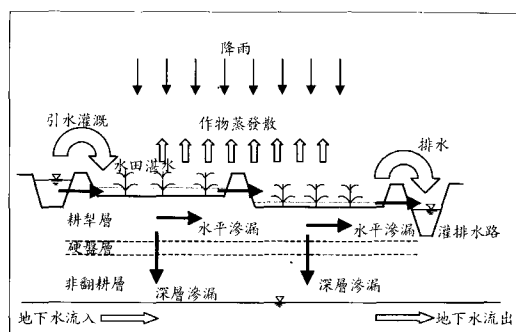 降雨
引水灌溉
作物蒸發散
排水
水田湛水
耕犁層
水平滲漏
水平滲漏
灌排水路
硬盤層
非翻耕層
深層滲漏
深層滲漏
地下水流入
地下水流出